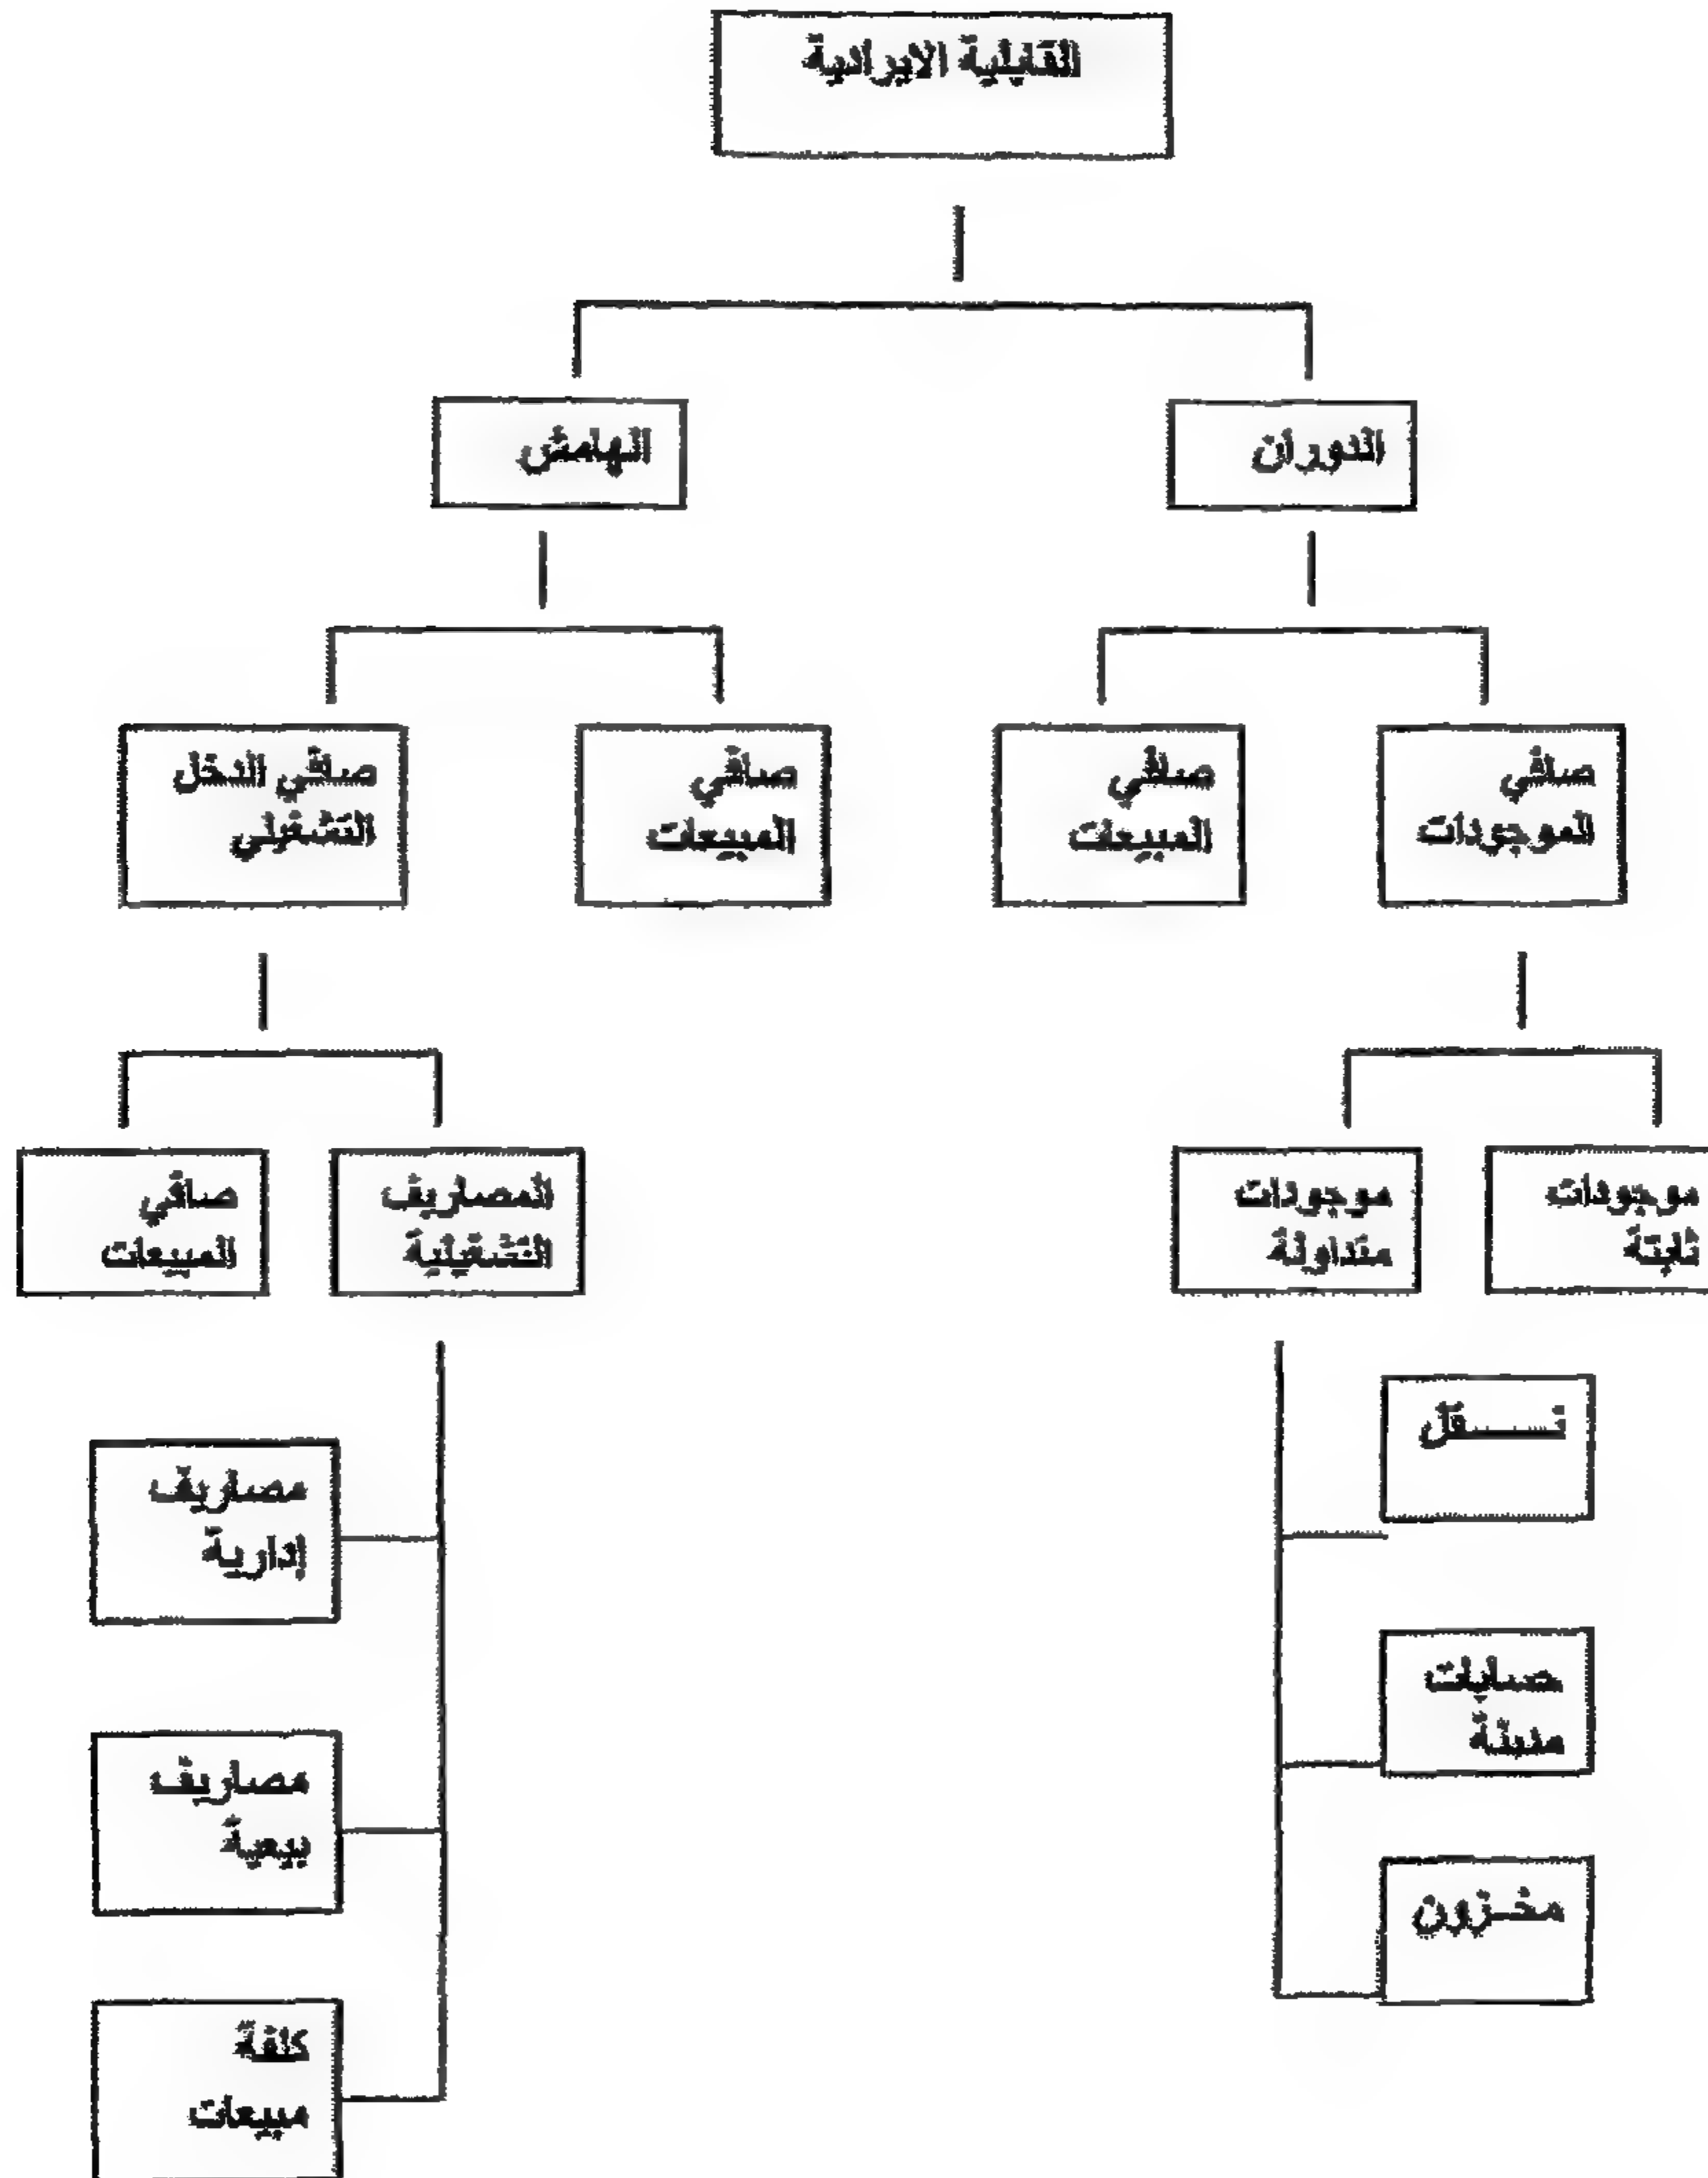 القابلية الايرادية
الدوران
الهامش
صافي
الموجودات
صافي
المبيعات
صافي
المبيعات
صافي الدخل
التشغيلي
موجودات
ثابتة
موجودات
متداولة
المصاريف
التشغيلية
صافي
المبيعات
نـــقل
حسابات
مدينة
مخـزون
مصاريف
إدارية
مصاريف
بيعية
كلفة
مبيعات